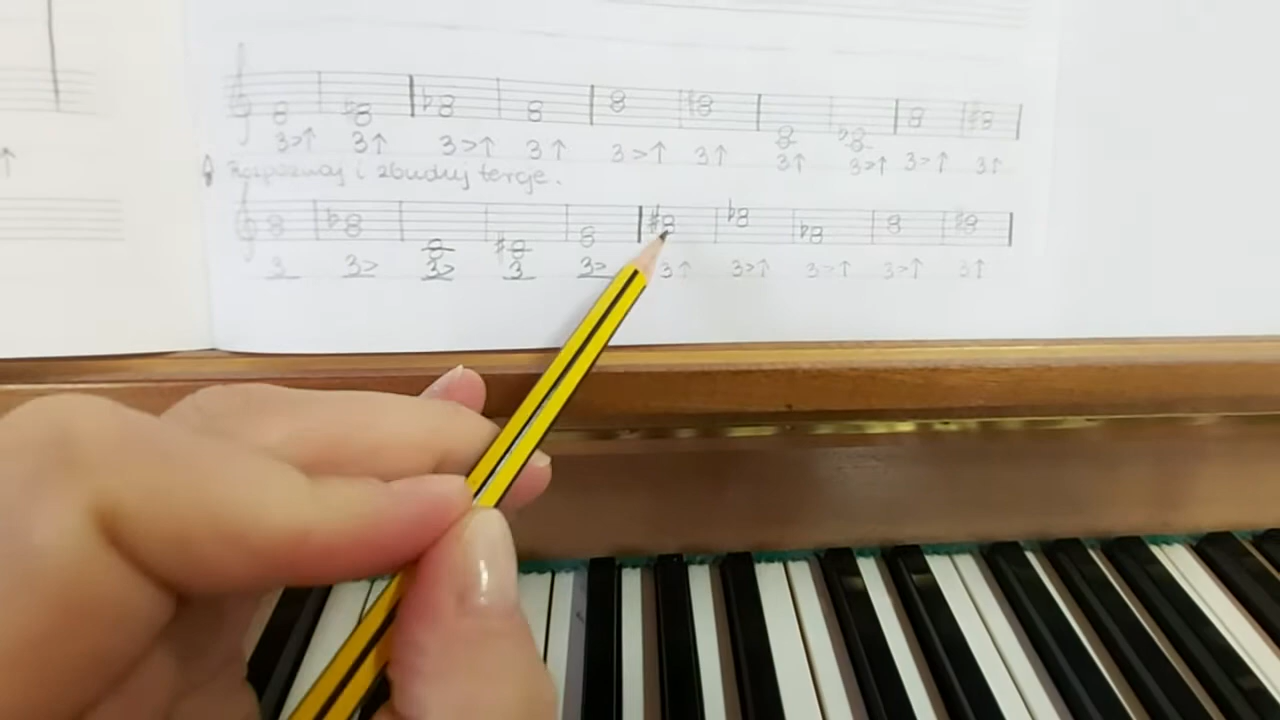 3>↑ 3↑ 3>↑ 3↑ 3>↑ 3↑ 3↑ 3>↑ 3>↑ 3↑
Rozpoznaj i zbuduj tercje.
3 3> 3> 3 3> 3↑ 3>↑ 3>↑ 3>↑ 3↑